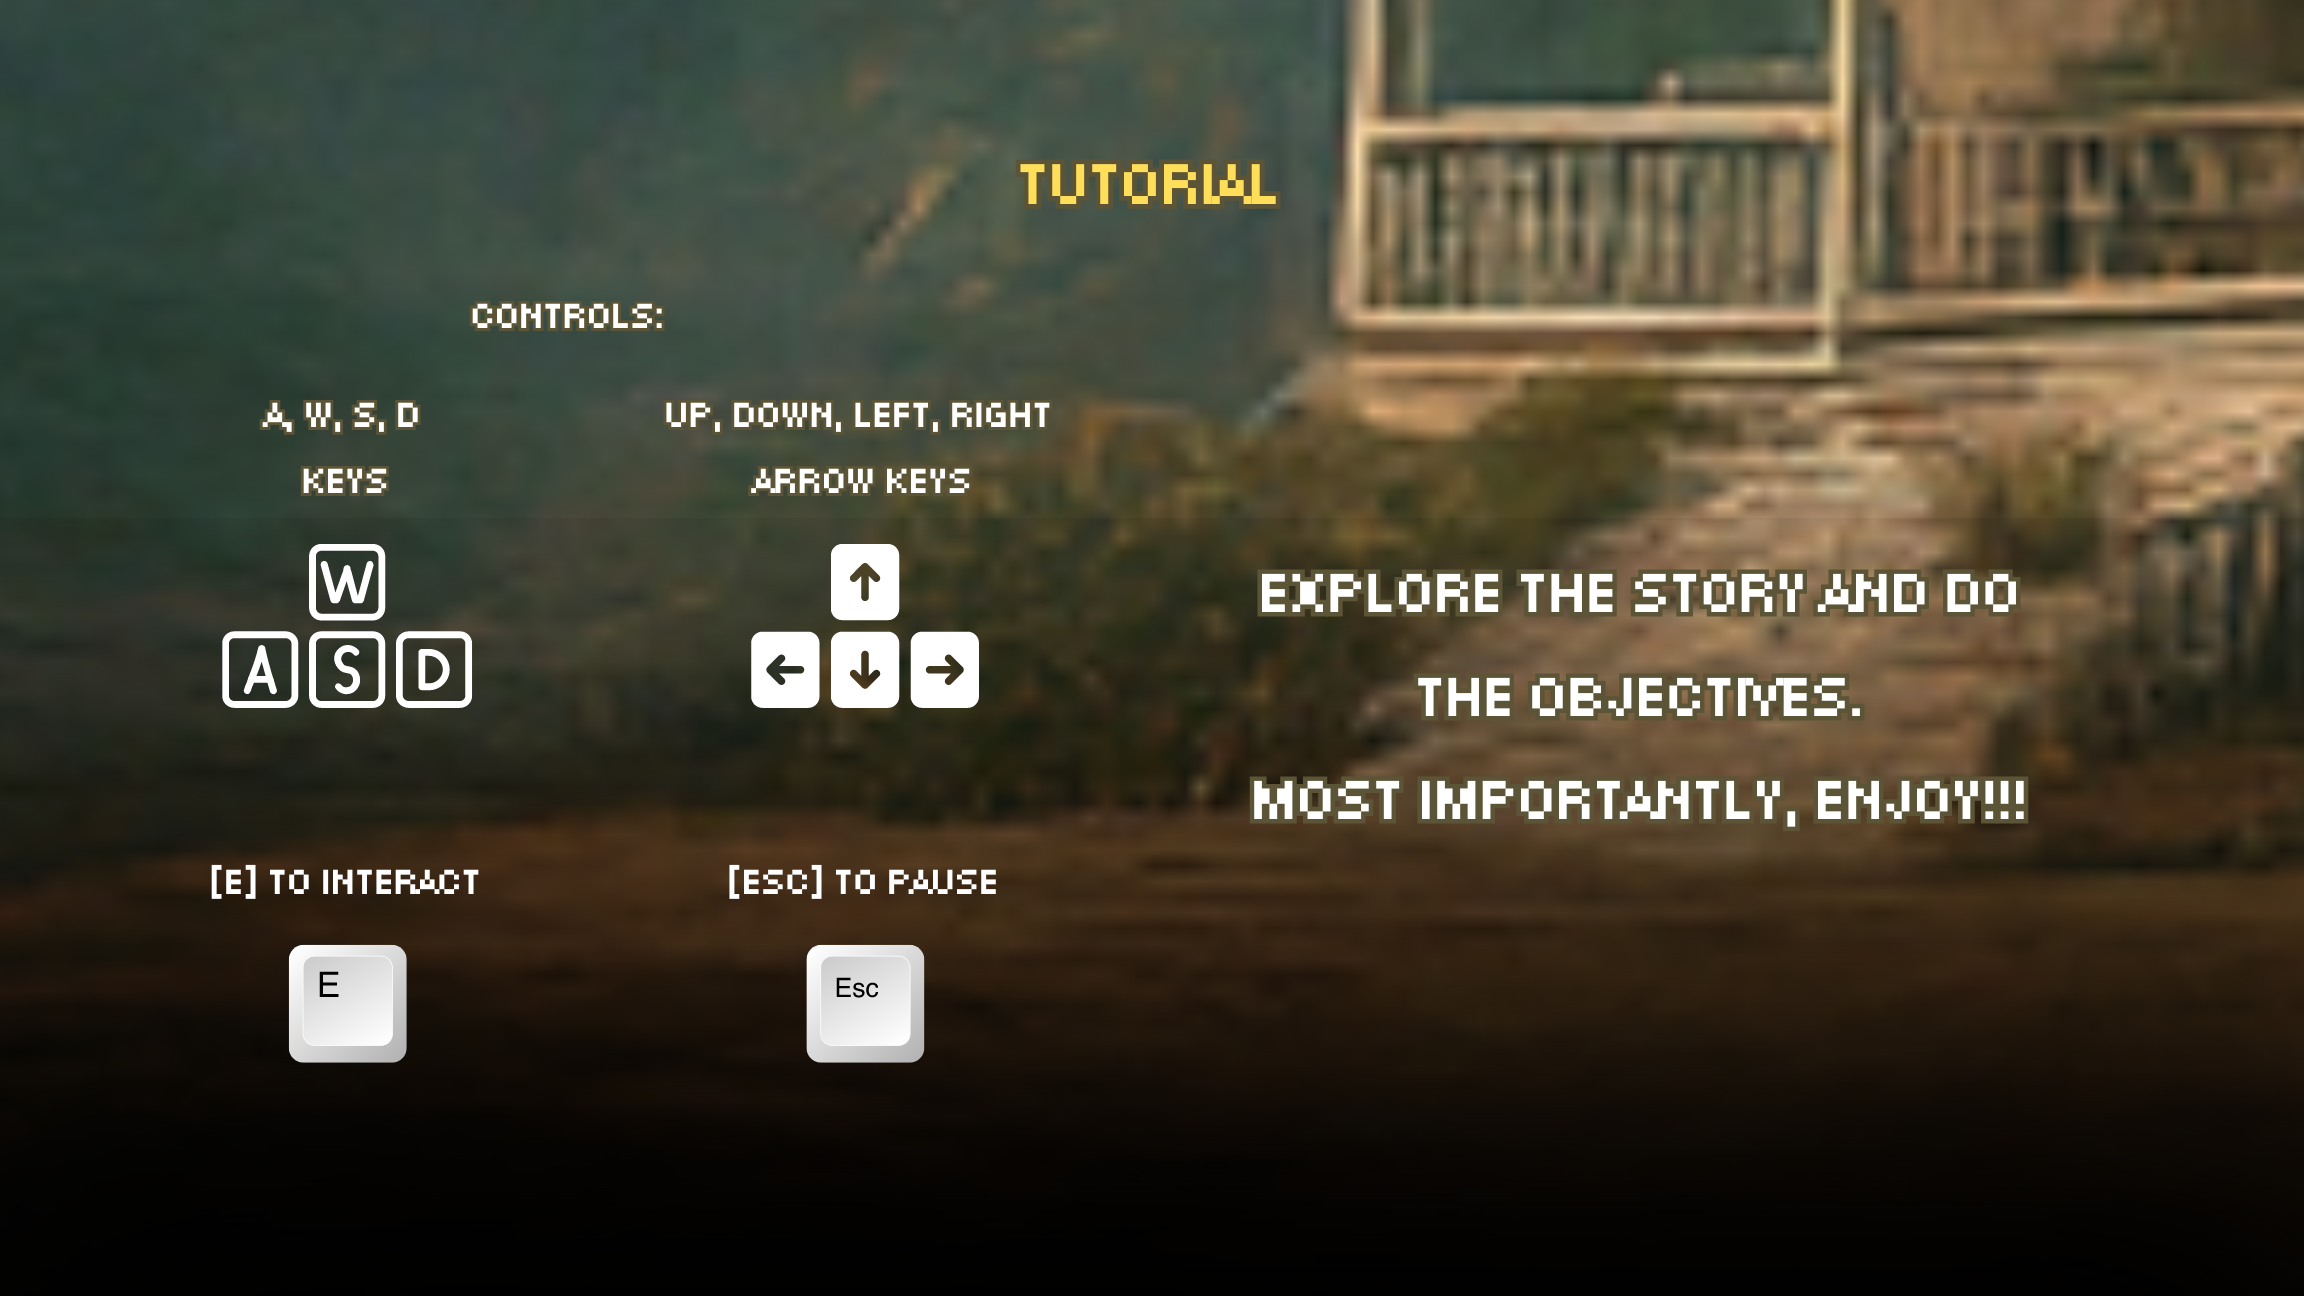 TUTORIAL
CONTROLS:
A, W, S, D
KEYS
UP, DOWN, LEFT, RIGHT
ARROW KEYS
W
A S D
↑
← ↓ →
EXPLORE THE STORY AND DO
THE OBJECTIVES.
MOST IMPORTANTLY, ENJOY!!!
[E] TO INTERACT
[ESC] TO PAUSE
E
Esc